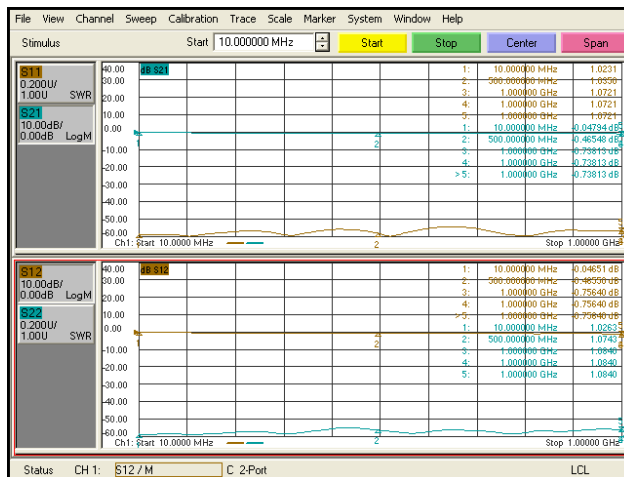 File View Channel Sweep Calibration Trace Scale Marker System Window Help
Stimulus Start 10.000000 MHz Start Stop Center Span
S11
0.200U/
1.00U SWR
S21
10.00dB/
0.00dB LogM
40.00 dB S21
30.00
20.00
10.00
0.00
-10.00
-20.00
-30.00
-40.00
-50.00
-60.00
1: 10.000000 MHz 1.0231
2: 500.000000 MHz
3: 1.000000 GHz 1.0721
4: 1.000000 GHz 1.0721
5: 1.000000 GHz 1.0721
1: 10.000000 MHz -0.04794 dB
2: 500.000000 MHz -0.46548 dB
3: 1.000000 GHz -0.73813 dB
4: 1.000000 GHz -0.73813 dB
>5: 1.000000 GHz -0.73813 dB
1
2
2
Ch1: Start 10.0000 MHz Stop 1.00000 GHz
S12
10.00dB/
0.00dB LogM
S22
0.200U/
1.00U SWR
40.00 dB S12
30.00
20.00
10.00
0.00
-10.00
-20.00
-30.00
-40.00
-50.00
-60.00
1: 10.000000 MHz -0.04651 dB
2: 500.000000 MHz
3: 1.000000 GHz -0.75640 dB
4: 1.000000 GHz -0.75640 dB
>5: 1.000000 GHz -0.75640 dB
1: 10.000000 MHz 1.0263
2: 500.000000 MHz 1.0743
3: 1.000000 GHz 1.0840
4: 1.000000 GHz 1.0840
5: 1.000000 GHz 1.0840
1
2
2
Ch1: Start 10.0000 MHz Stop 1.00000 GHz
Status CH 1: S12 / M C 2-Port LCL